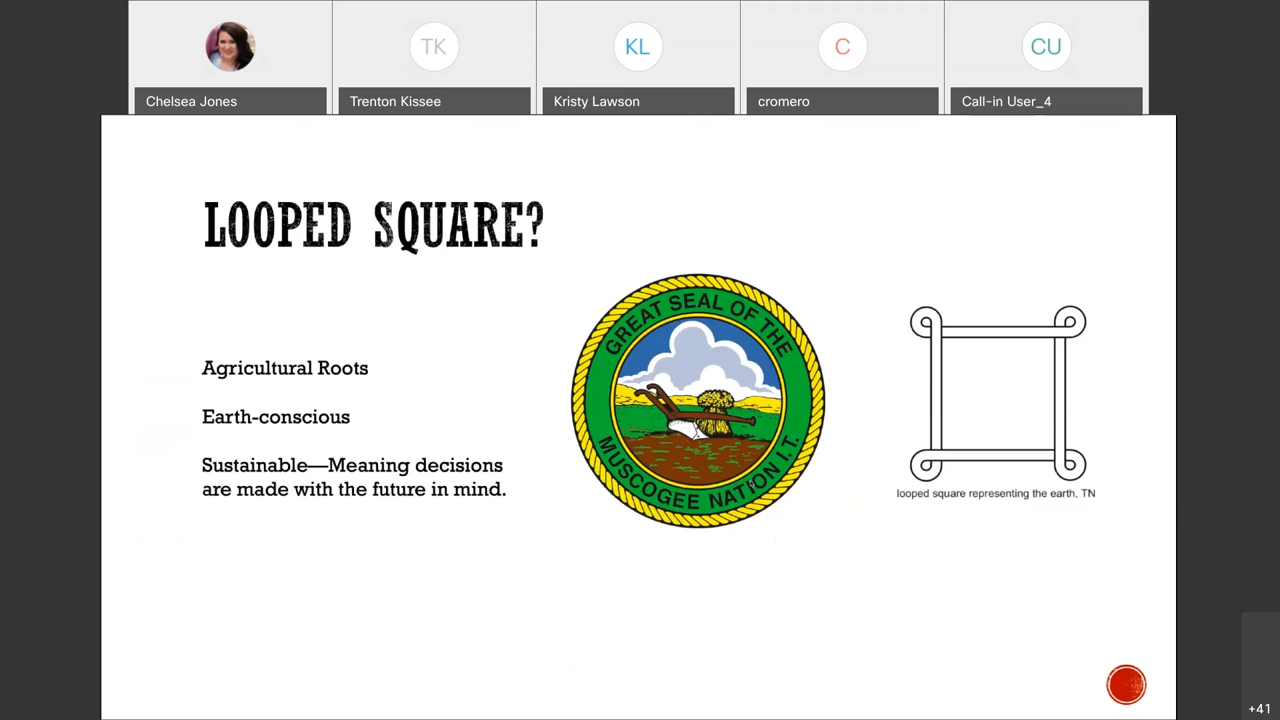 TK
KL
C
CU
Chelsea Jones
Trenton Kissee
Kristy Lawson
cromero
Call-in User_4
LOOPED SQUARE?
Agricultural Roots
Earth-conscious
Sustainable—Meaning decisions
are made with the future in mind.
GREAT SEAL OF THE
MUSCOGEE NATION I.T.
looped square representing the earth, TN
+41